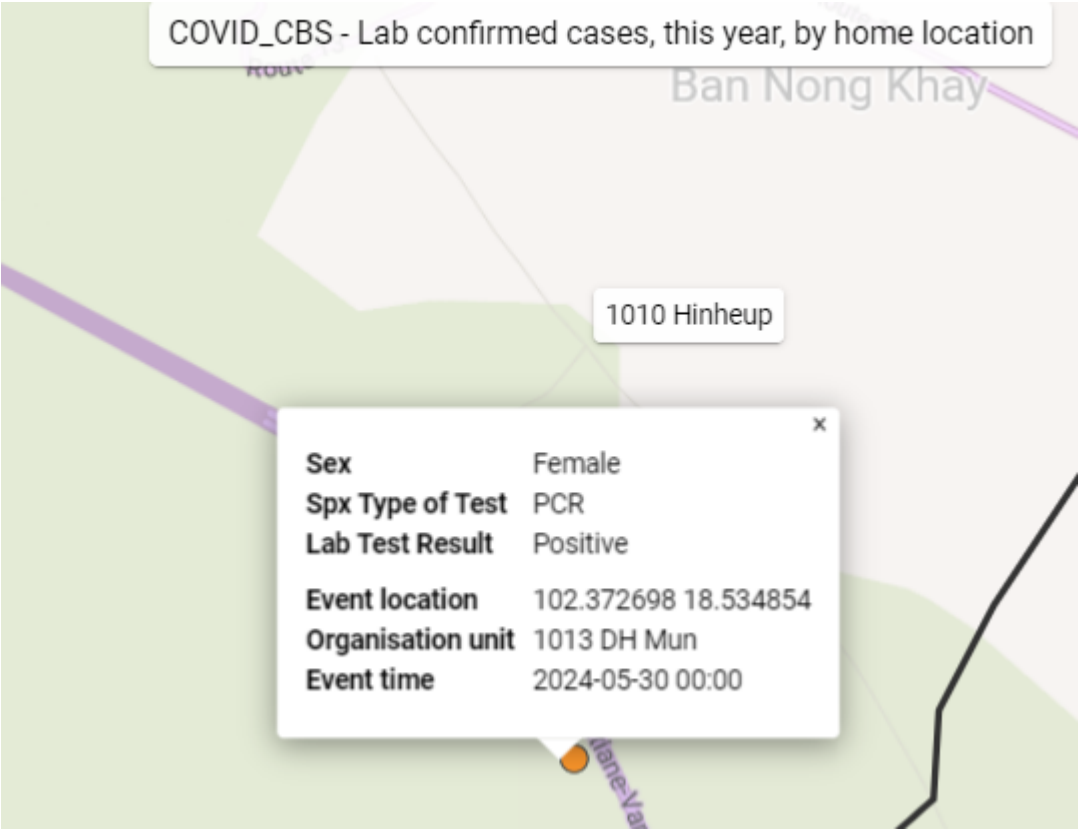 COVID_CBS - Lab confirmed cases, this year, by home location
Ban Nong Khay
1010 Hinheup
×
Sex Female
Spx Type of Test PCR
Lab Test Result Positive
Event location 102.372698 18.534854
Organisation unit 1013 DH Mun
Event time 2024-05-30 00:00